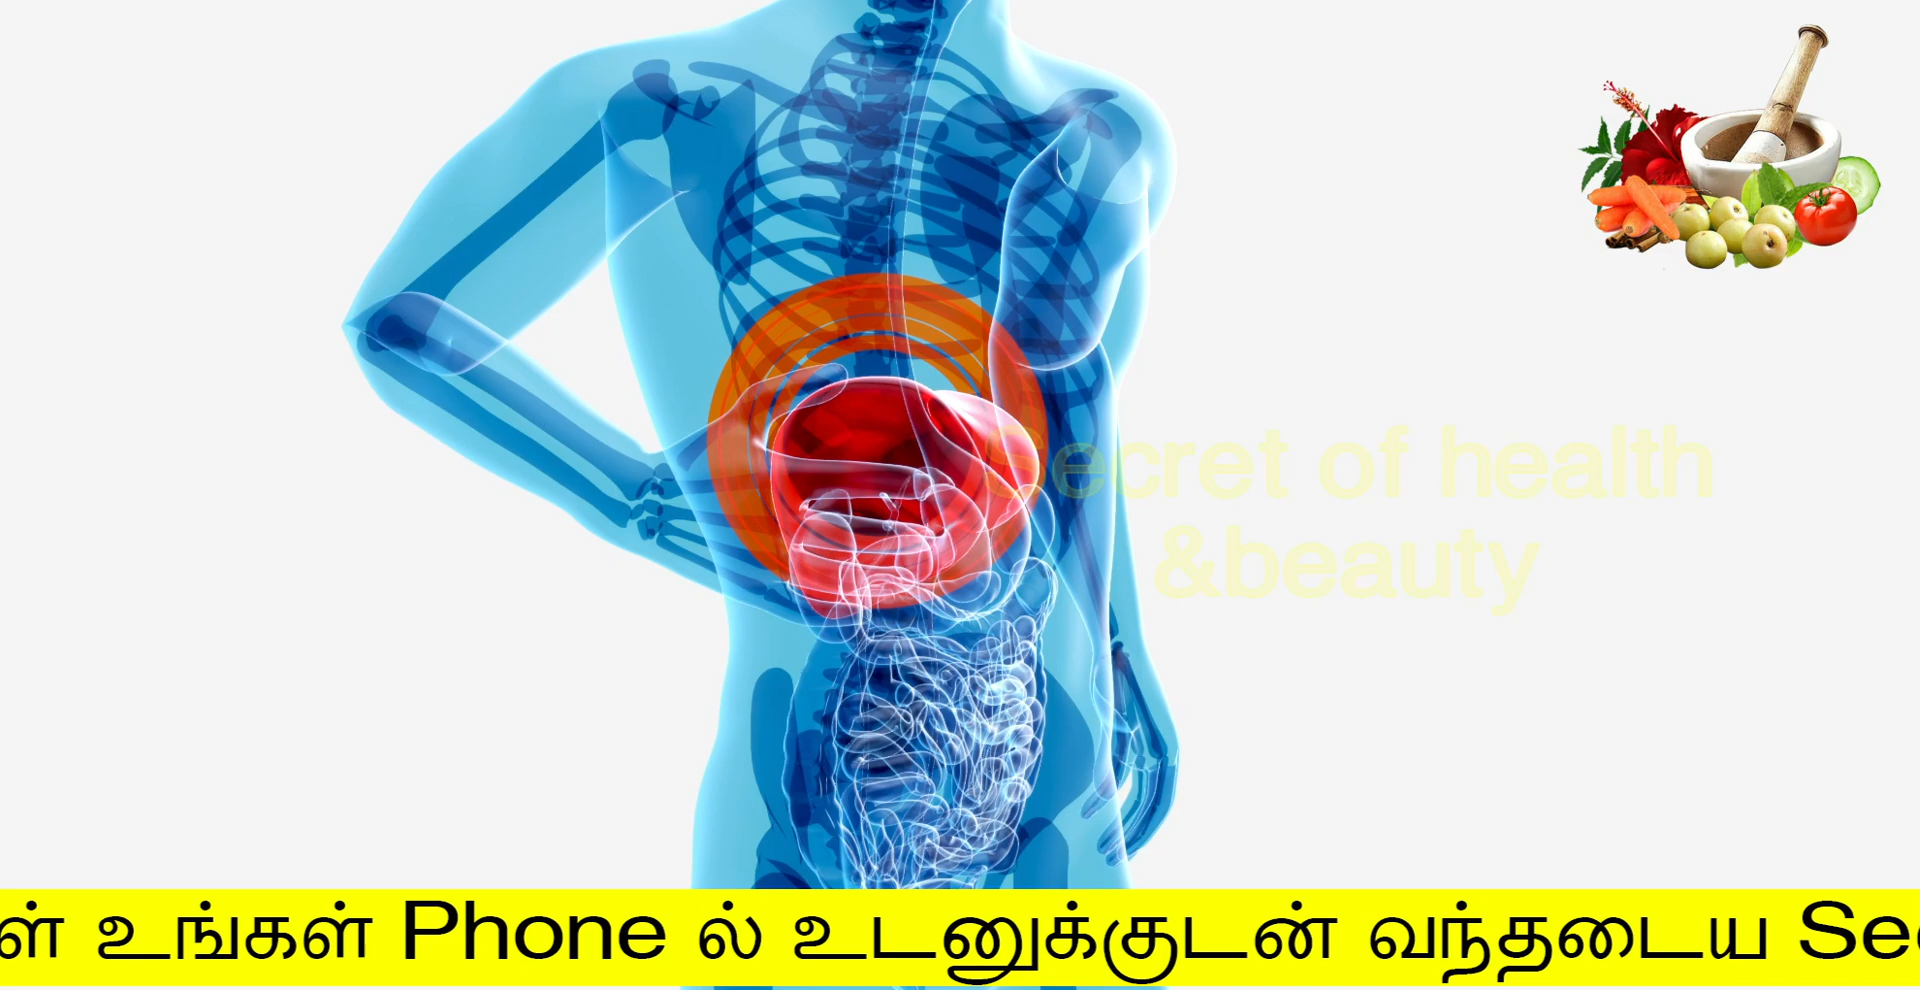 Secret of health
&beauty
ள் உங்கள் Phone ல் உடனுக்குடன் வந்தடைய Se